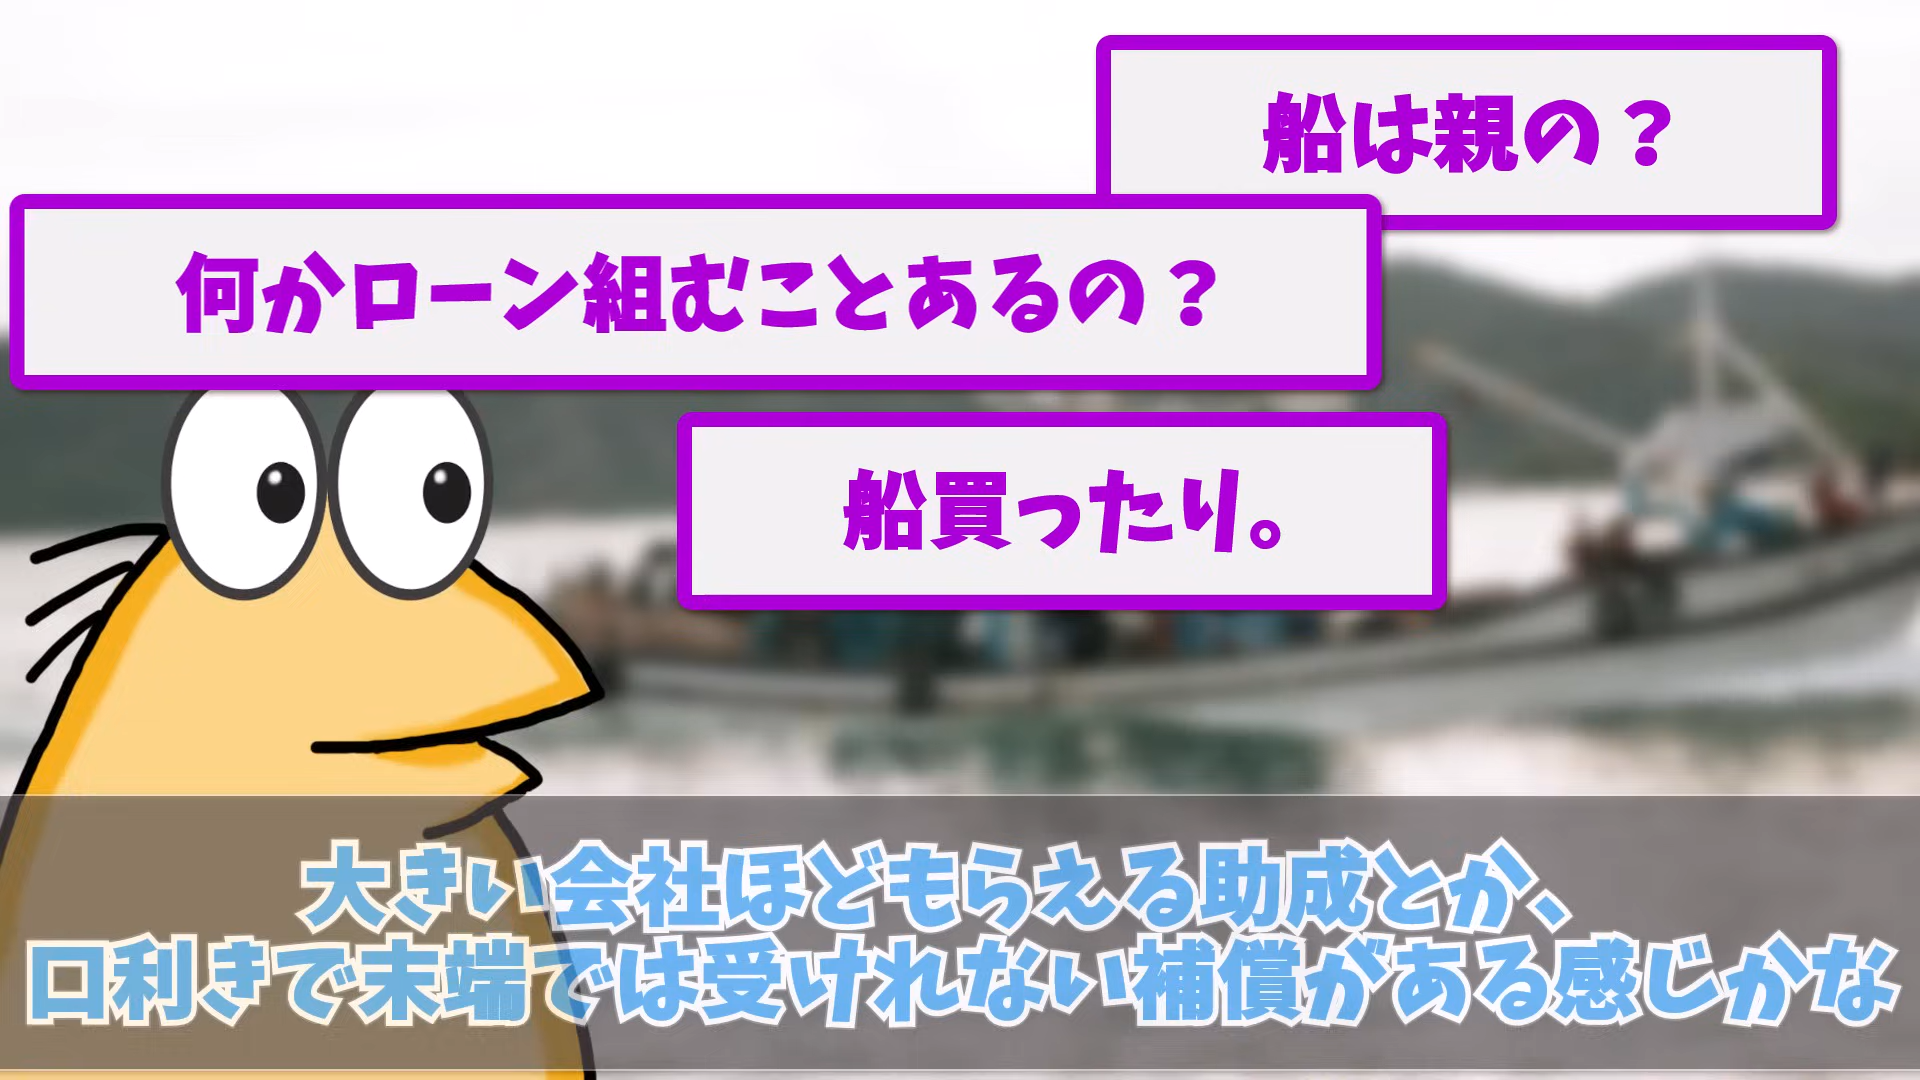 船は親の？
何かローン組むことあるの？
船買ったり。
大きい会社ほどもらえる助成とか、
口利きで末端では受けれない補償がある感じかな